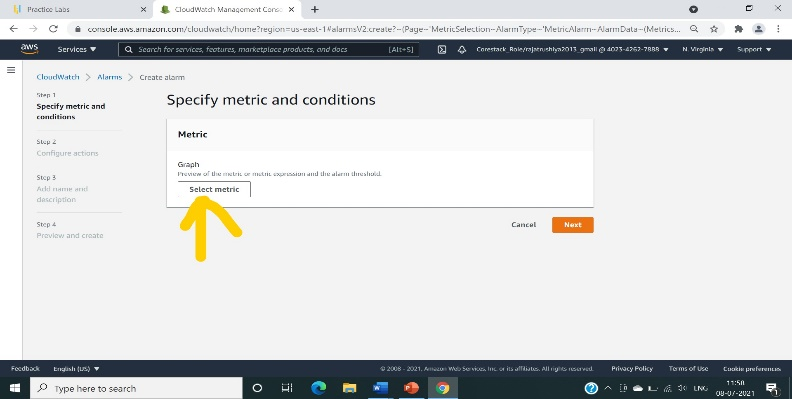 Practice Labs
CloudWatch Management Cons
console.aws.amazon.com/cloudwatch/home?region=us-east-1#alarmsV2:create?~(Page~'MetricSelection~AlarmType~'MetricAlarm~AlarmData~(Metrics...
aws
Services
Search for services, features, marketplace products, and docs
[Alt+S]
Corestack_Role/rajatrushiya2013_gmail @ 4023-4262-7888
N. Virginia
Support
CloudWatch
Alarms
Create alarm
Step 1
Specify metric and
conditions
Step 2
Configure actions
Step 3
Add name and
description
Step 4
Preview and create
Specify metric and conditions
Metric
Graph
Preview of the metric or metric expression and the alarm threshold.
Select metric
Cancel
Next
Feedback
English (US)
© 2008 - 2021, Amazon Web Services, Inc. or its affiliates. All rights reserved.
Privacy Policy
Terms of Use
Cookie preferences
Type here to search
ENG
11:58
08-07-2021